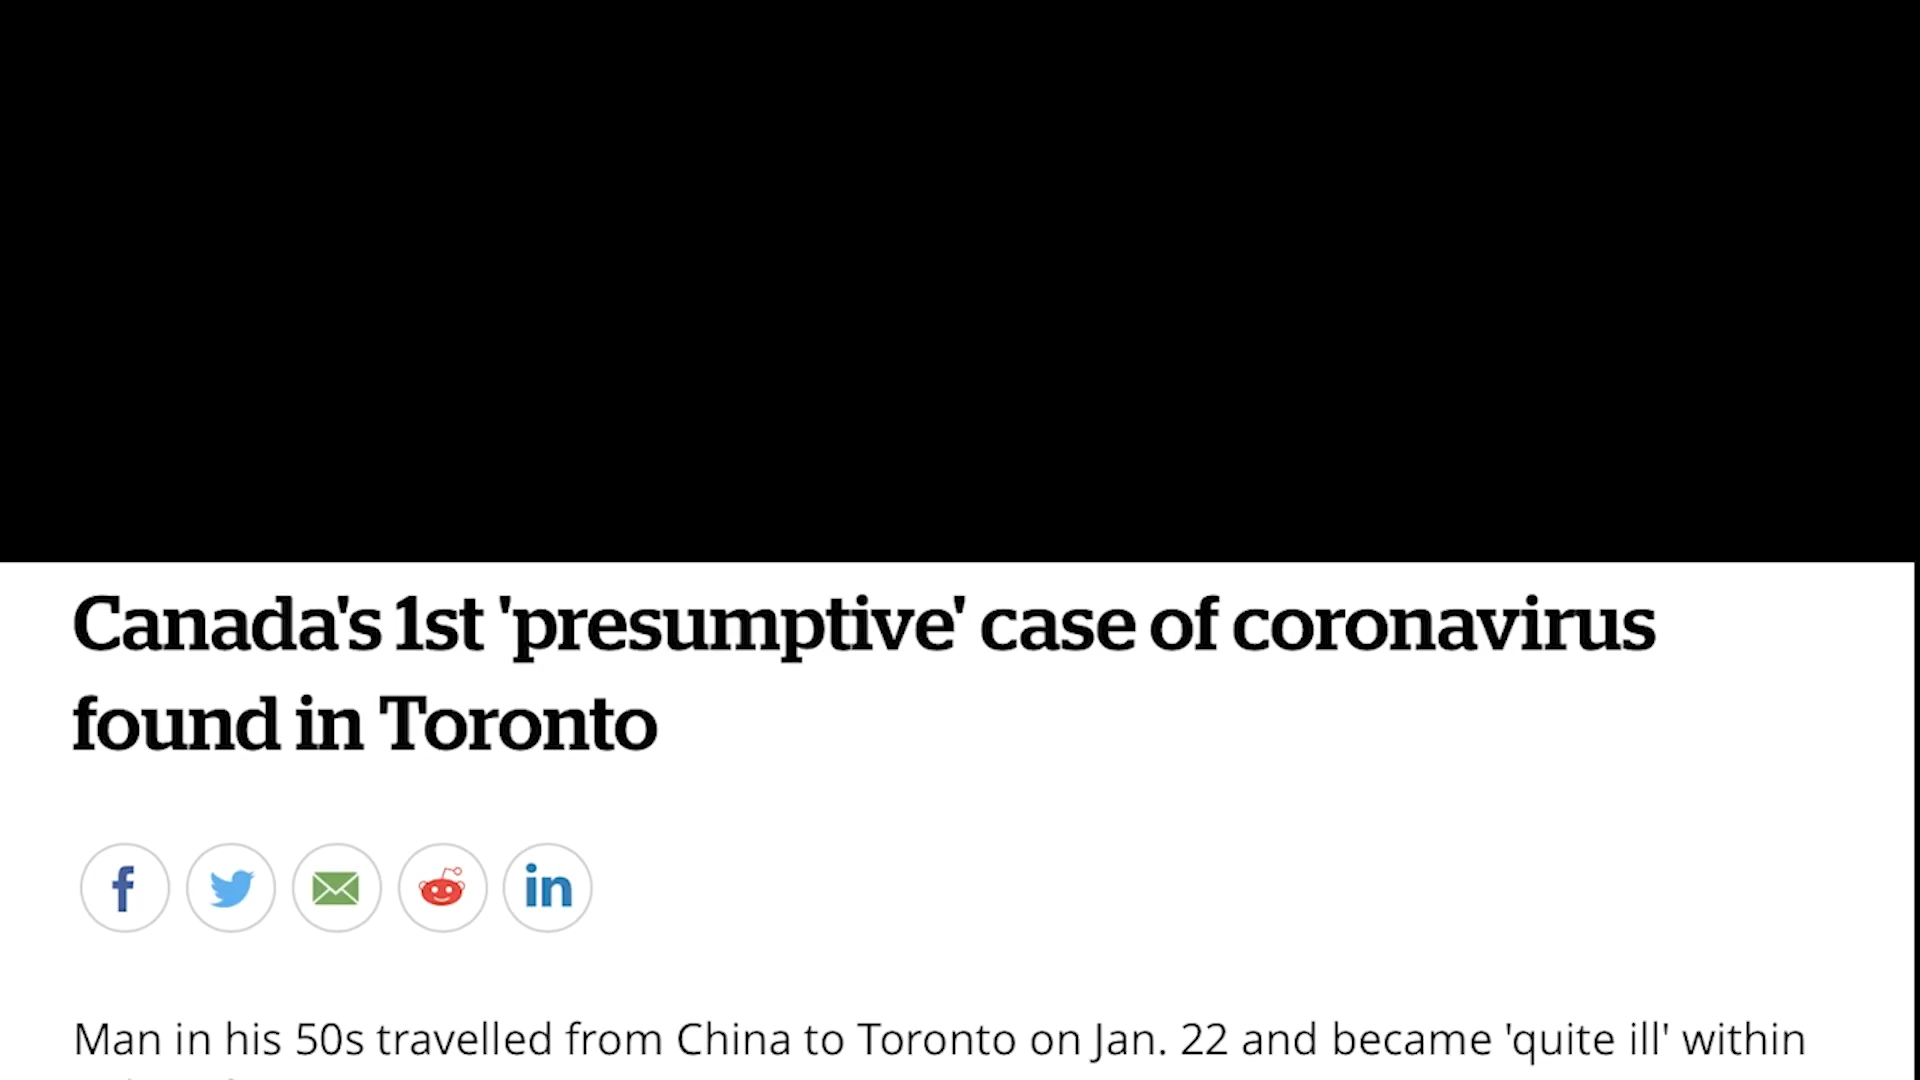 Canada's 1st 'presumptive' case of coronavirus
found in Toronto
f
in
Man in his 50s travelled from China to Toronto on Jan. 22 and became 'quite ill' within